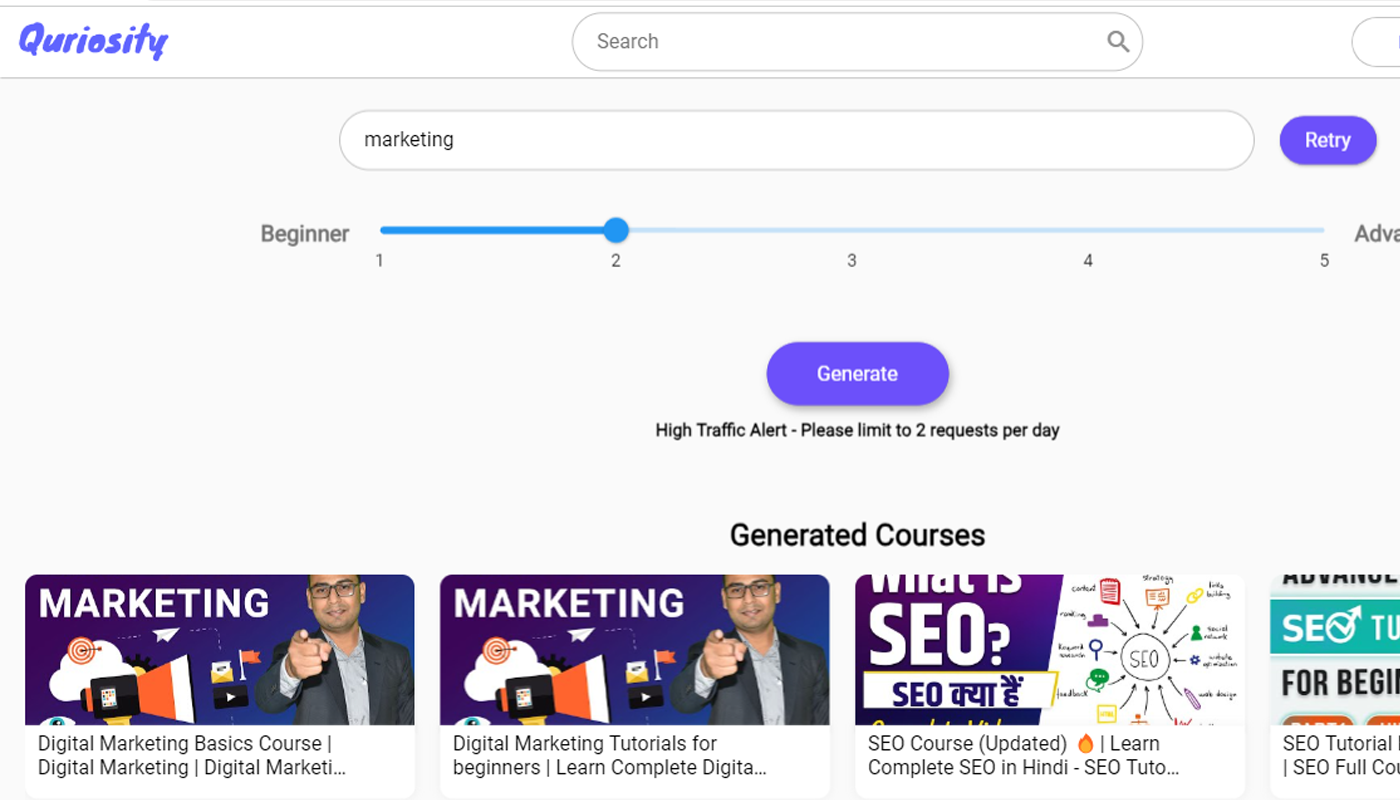 Quriosity
Search
marketing
Retry
Beginner
Adva
1
2
3
4
5
Generate
High Traffic Alert - Please limit to 2 requests per day
Generated Courses
MARKETING
Digital Marketing Basics Course |
Digital Marketing | Digital Marketi...
MARKETING
Digital Marketing Tutorials for
beginners | Learn Complete Digita...
What is
SEO?
SEO क्या हैं
content
strategy
links
building
ranking
social
network
Keyword
research
SEO
website
optimization
feedback
web design
HTML
SEO Course (Updated) 🔥 | Learn
Complete SEO in Hindi - SEO Tuto...
ADVANCE
SEO TU
FOR BEGIN
SEO Tutorial
| SEO Full Cou